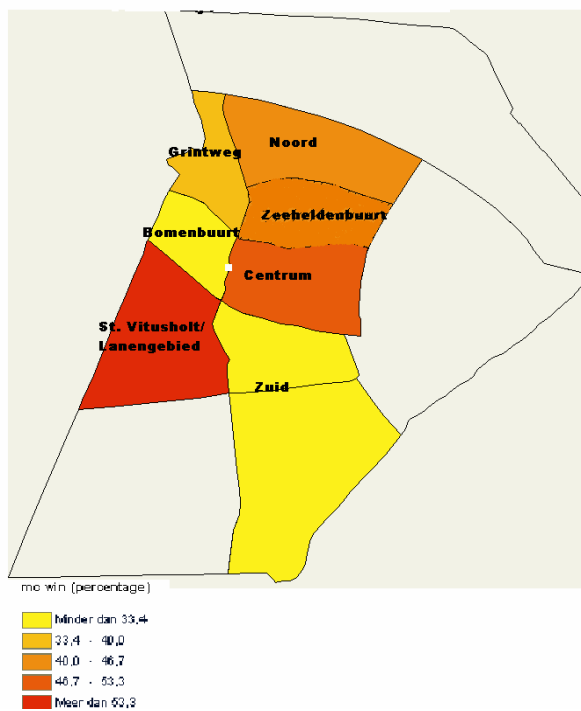 Noord
Grintweg
Zeeheldenbuurt
Bomenbuurt
Centrum
St. Vitusholt/
Lanengebied
Zuid
mo win (percentage)
Minder dan 33,4
33,4 - 40,0
40,0 - 46,7
46,7 - 53,3
Meer dan 53,3